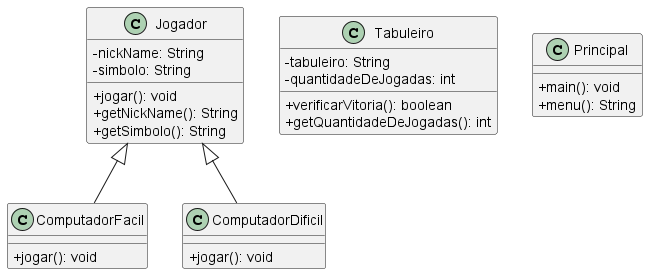 C Jogador
-nickName: String
-simbolo: String
+jogar(): void
+getNickName(): String
+getSimbolo(): String
C Tabuleiro
-tabuleiro: String
-quantidadeDeJogadas: int
+verificarVitoria(): boolean
+getQuantidadeDeJogadas(): int
C Principal
+main(): void
+menu(): String
C ComputadorFacil
+jogar(): void
C ComputadorDificil
+jogar(): void